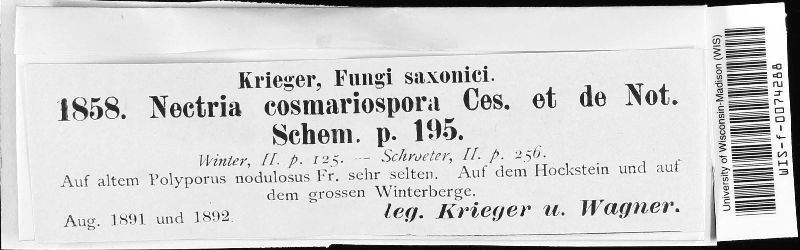 Krieger, Fungi saxonici.
1858. Nectria cosmariospora Ces. et de Not.
Schem. p. 195.
Winter, II. p. 125. — Schroeter, II. p. 256.
Auf altem Polyporus nodulosus Fr. sehr selten. Auf dem Hockstein und auf
dem grossen Winterberge.
Aug. 1891 und 1892.
leg. Krieger u. Wagner.
University of Wisconsin-Madison (WIS)
WIS-f-0074288